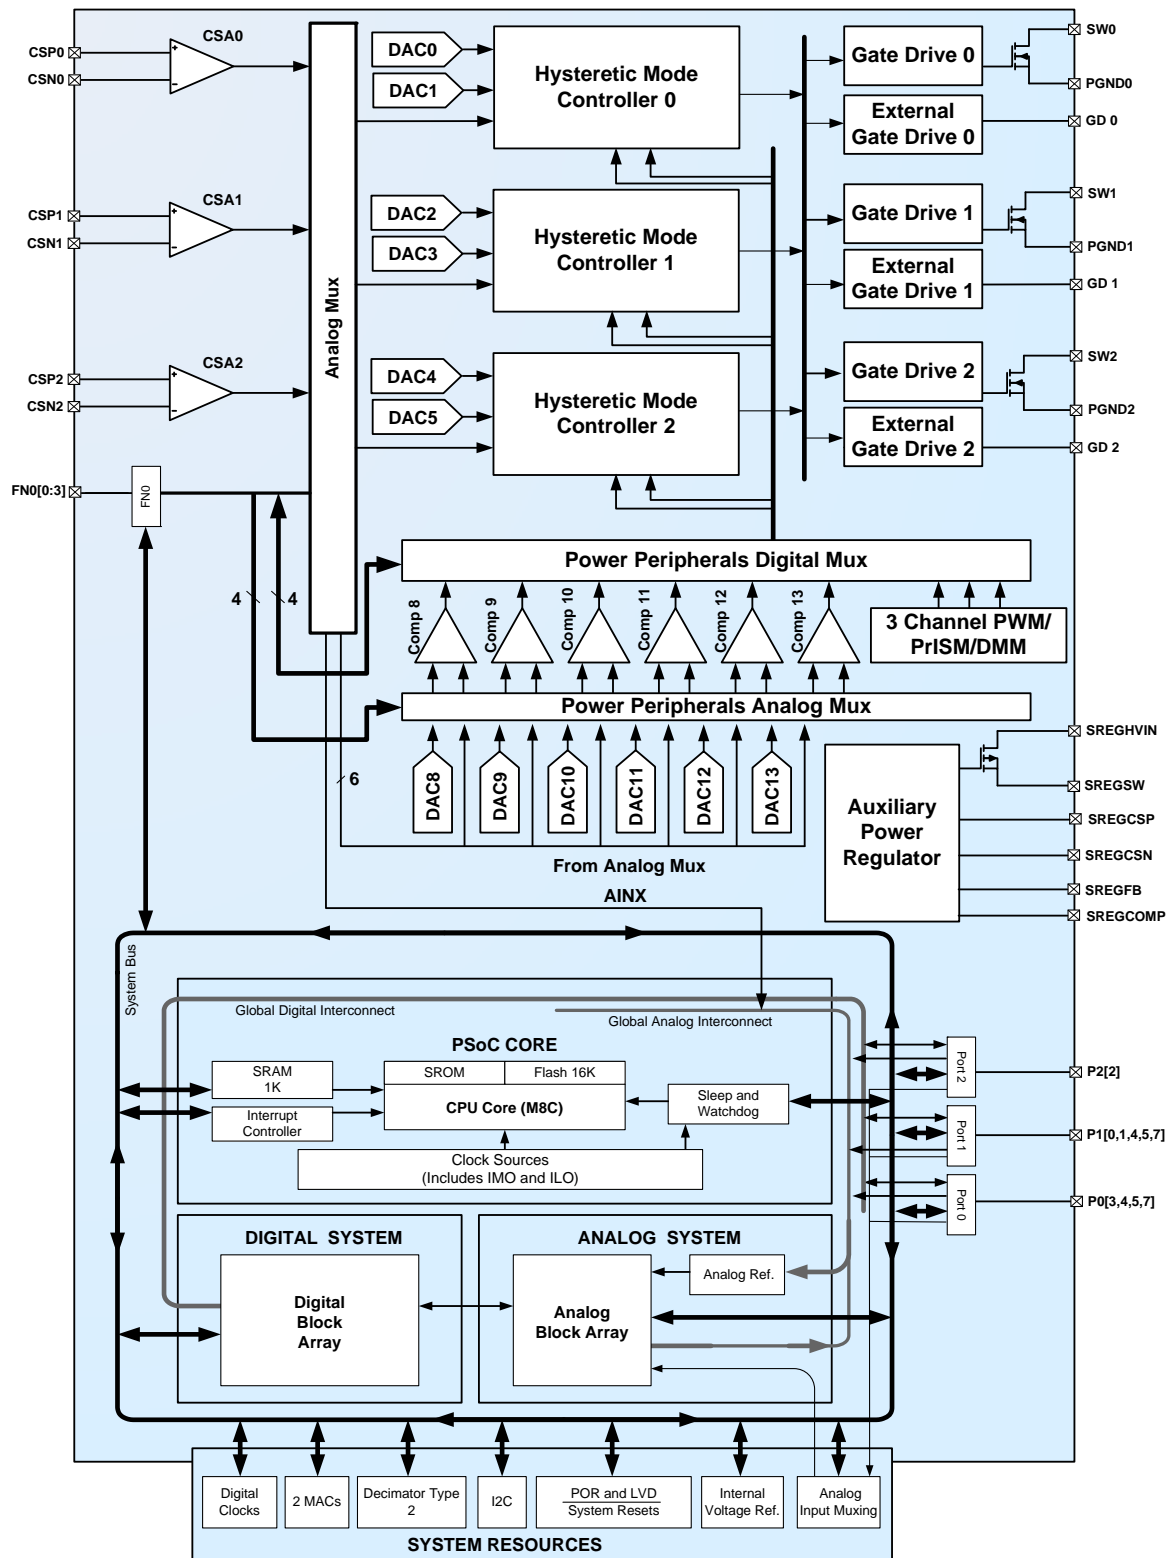 CSP0
CSN0
CSA0
CSP1
CSN1
CSA1
CSP2
CSN2
CSA2
FN0[0:3]
FN0
Analog Mux
DAC0
DAC1
Hysteretic Mode
Controller 0
DAC2
DAC3
Hysteretic Mode
Controller 1
DAC4
DAC5
Hysteretic Mode
Controller 2
Gate Drive 0
External
Gate Drive 0
Gate Drive 1
External
Gate Drive 1
Gate Drive 2
External
Gate Drive 2
SW0
PGND0
GD 0
SW1
PGND1
GD 1
SW2
PGND2
GD 2
4
4
Power Peripherals Digital Mux
Comp 8
Comp 9
Comp 10
Comp 11
Comp 12
Comp 13
3 Channel PWM/
PrISM/DMM
Power Peripherals Analog Mux
6
DAC8
DAC9
DAC10
DAC11
DAC12
DAC13
From Analog Mux
AINX
Auxiliary
Power
Regulator
SREGHVIN
SREGSW
SREGCSP
SREGCSN
SREGFB
SREGCOMP
System Bus
Global Digital Interconnect
Global Analog Interconnect
PSoC CORE
SRAM
1K
Interrupt
Controller
SROM
Flash 16K
CPU Core (M8C)
Sleep and
Watchdog
Clock Sources
(Includes IMO and ILO)
Port 2
Port 1
Port 0
P2[2]
P1[0,1,4,5,7]
P0[3,4,5,7]
DIGITAL SYSTEM
Digital
Block
Array
ANALOG SYSTEM
Analog
Block Array
Analog Ref.
Digital
Clocks
2 MACs
Decimator Type
2
I2C
POR and LVD
System Resets
Internal
Voltage Ref.
Analog
Input Muxing
SYSTEM RESOURCES